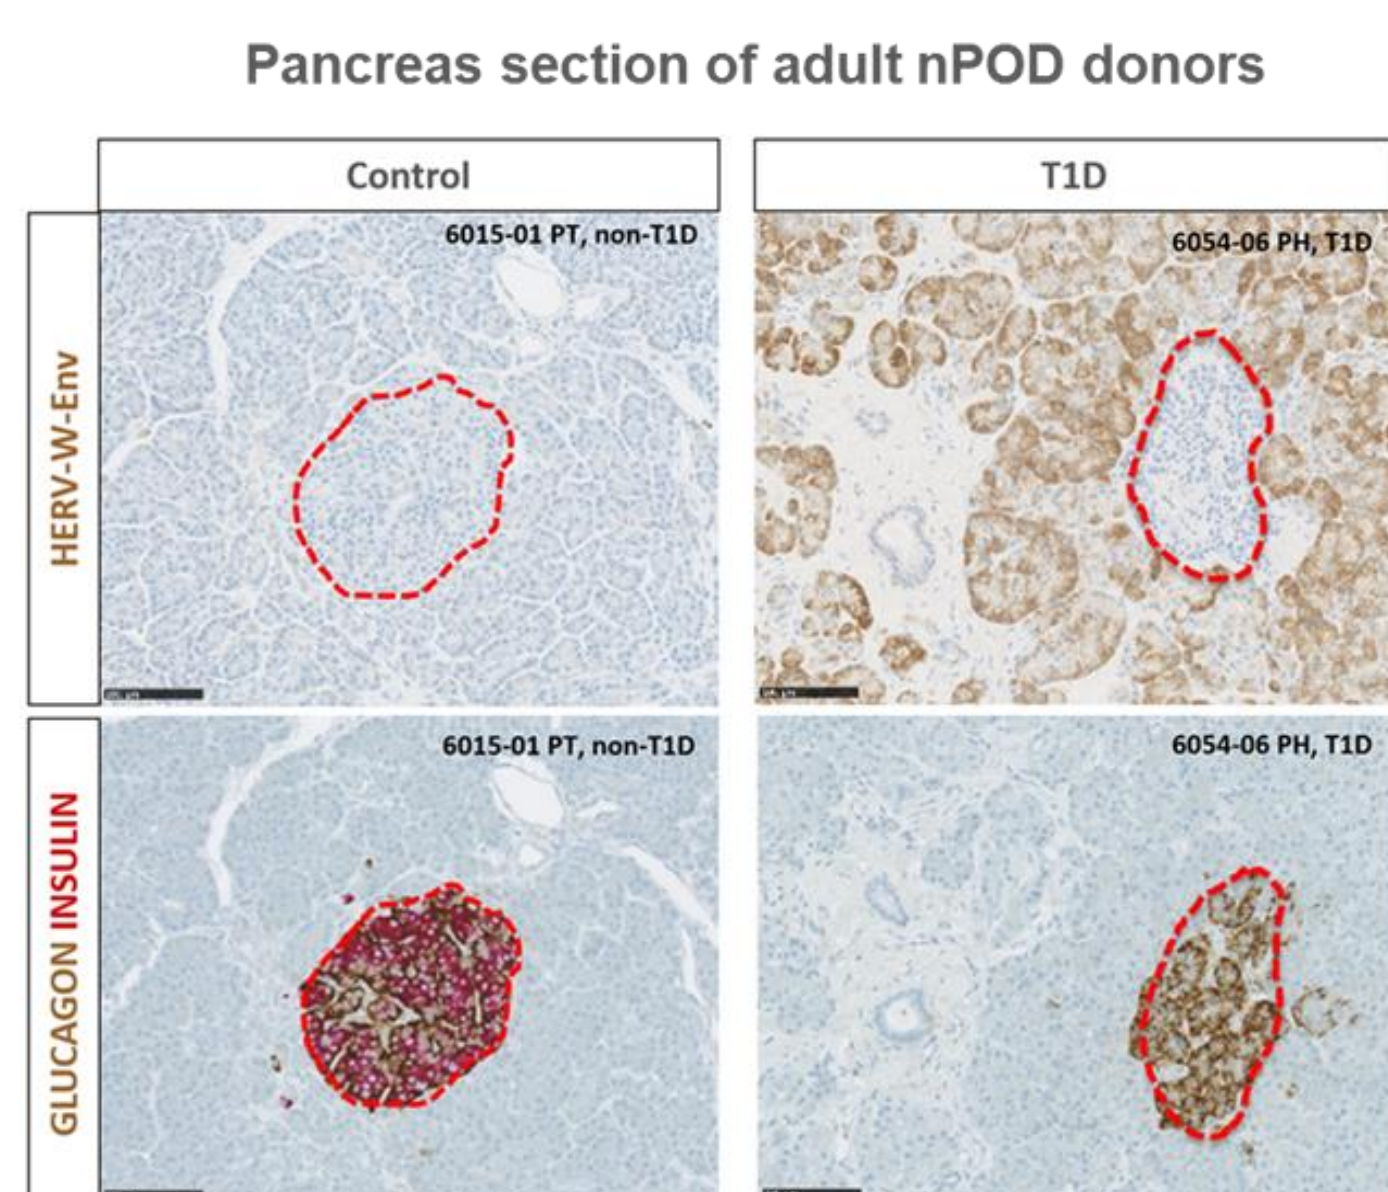 Pancreas section of adult nPOD donors
Control
T1D
HERV-W-Env
6015-01 PT, non-T1D
6054-06 PH, T1D
GLUCAGON INSULIN
6015-01 PT, non-T1D
6054-06 PH, T1D